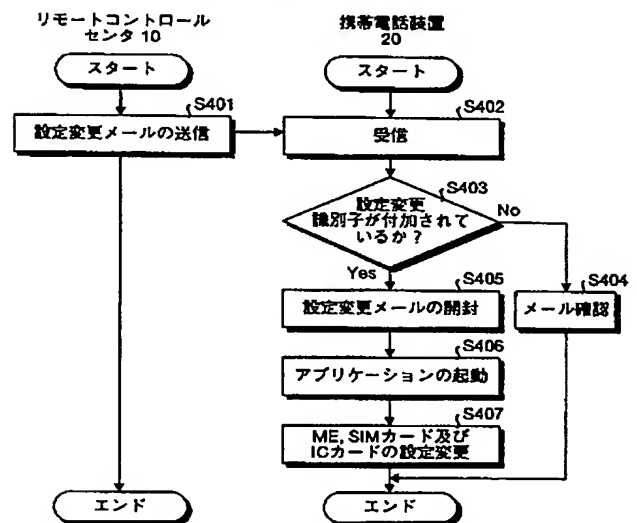 リモートコントロール
センタ 10
携帯電話装置
20
スタート
スタート
S401
設定変更メールの送信
S402
受信
S403
設定変更
識別子が付加されて
いるか？
No
Yes
S404
メール確認
S405
設定変更メールの開封
S406
アプリケーションの起動
S407
ME, SIMカード及び
ICカードの設定変更
エンド
エンド